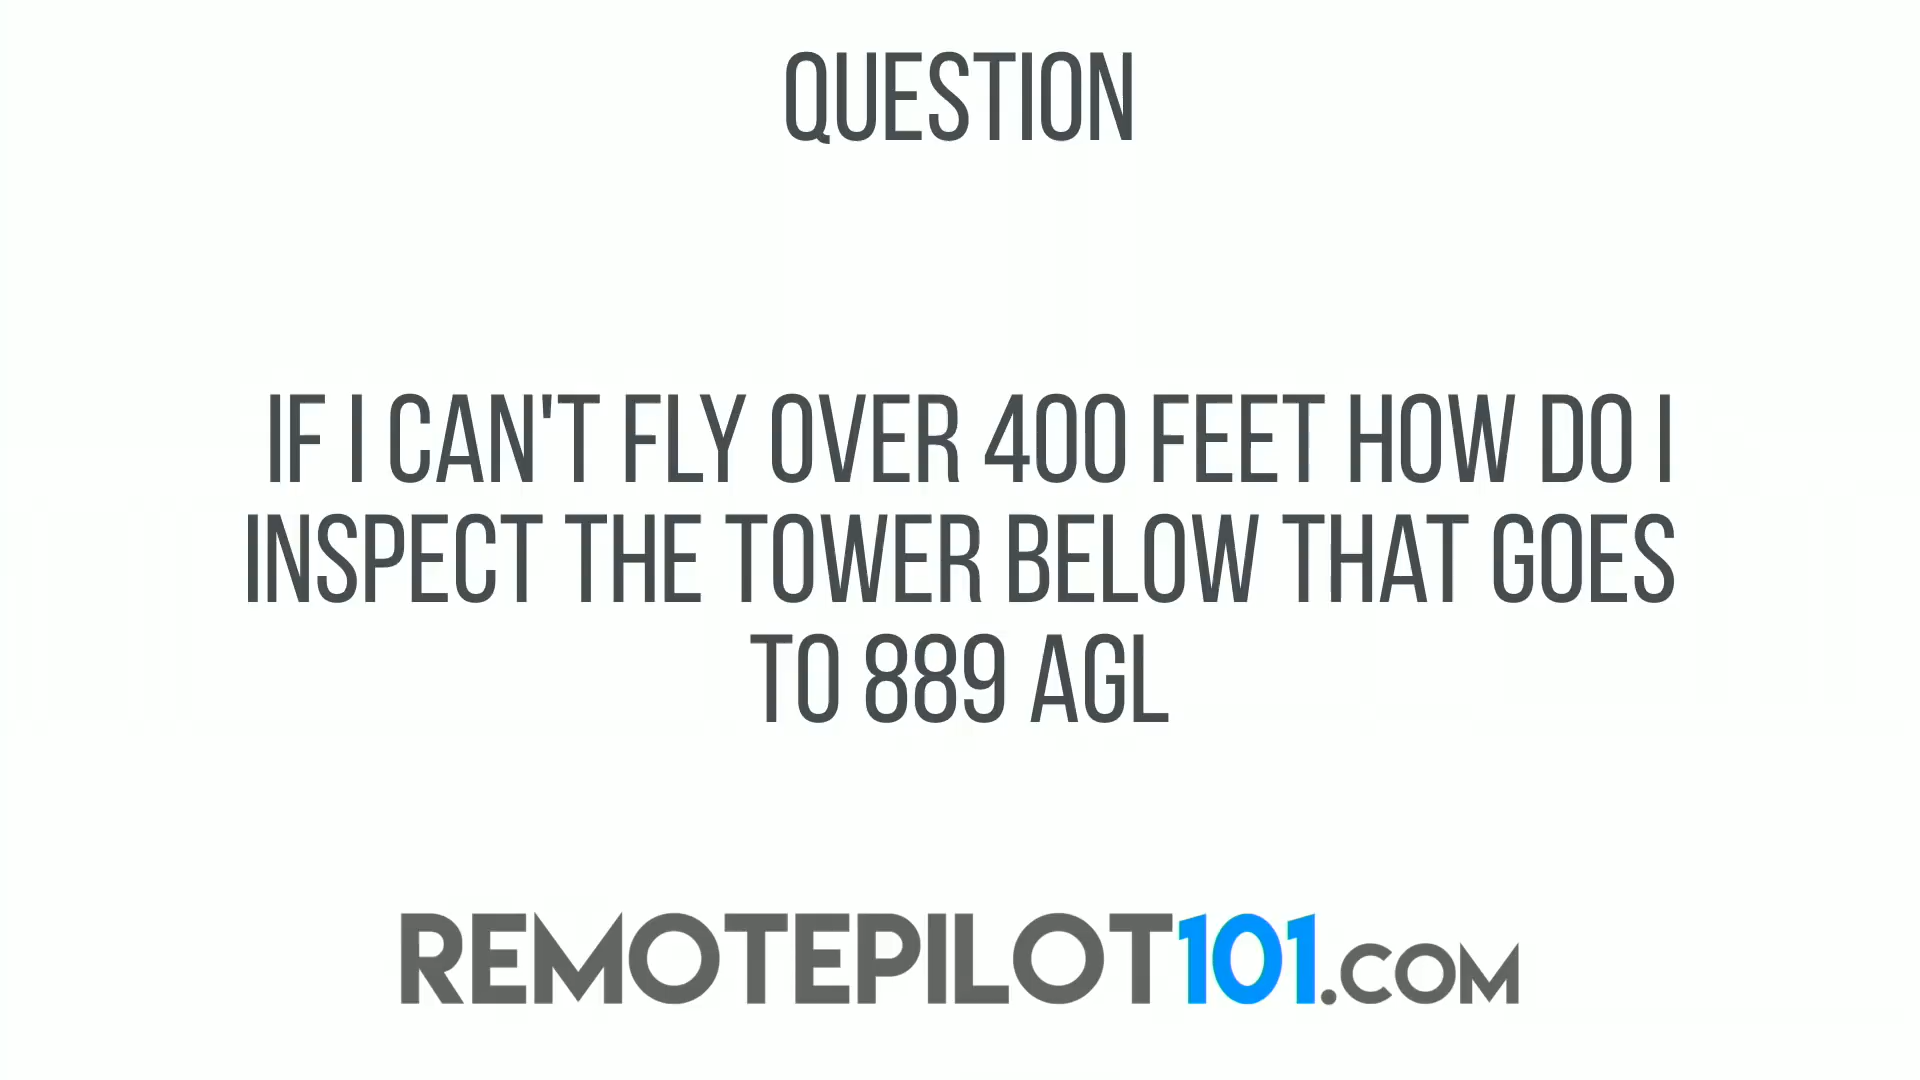 QUESTION
IF I CAN'T FLY OVER 400 FEET HOW DO I
INSPECT THE TOWER BELOW THAT GOES
TO 889 AGL
REMOTEPILOT101.COM